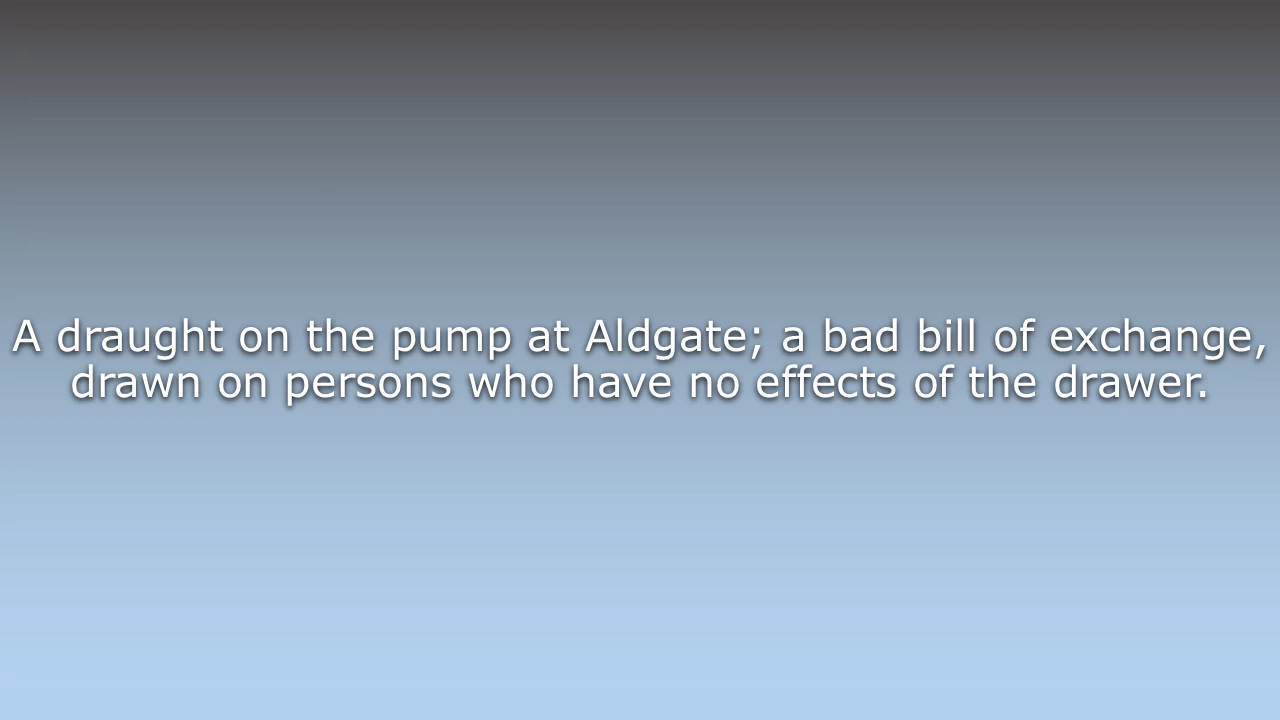 A draught on the pump at Aldgate; a bad bill of exchange,
drawn on persons who have no effects of the drawer.